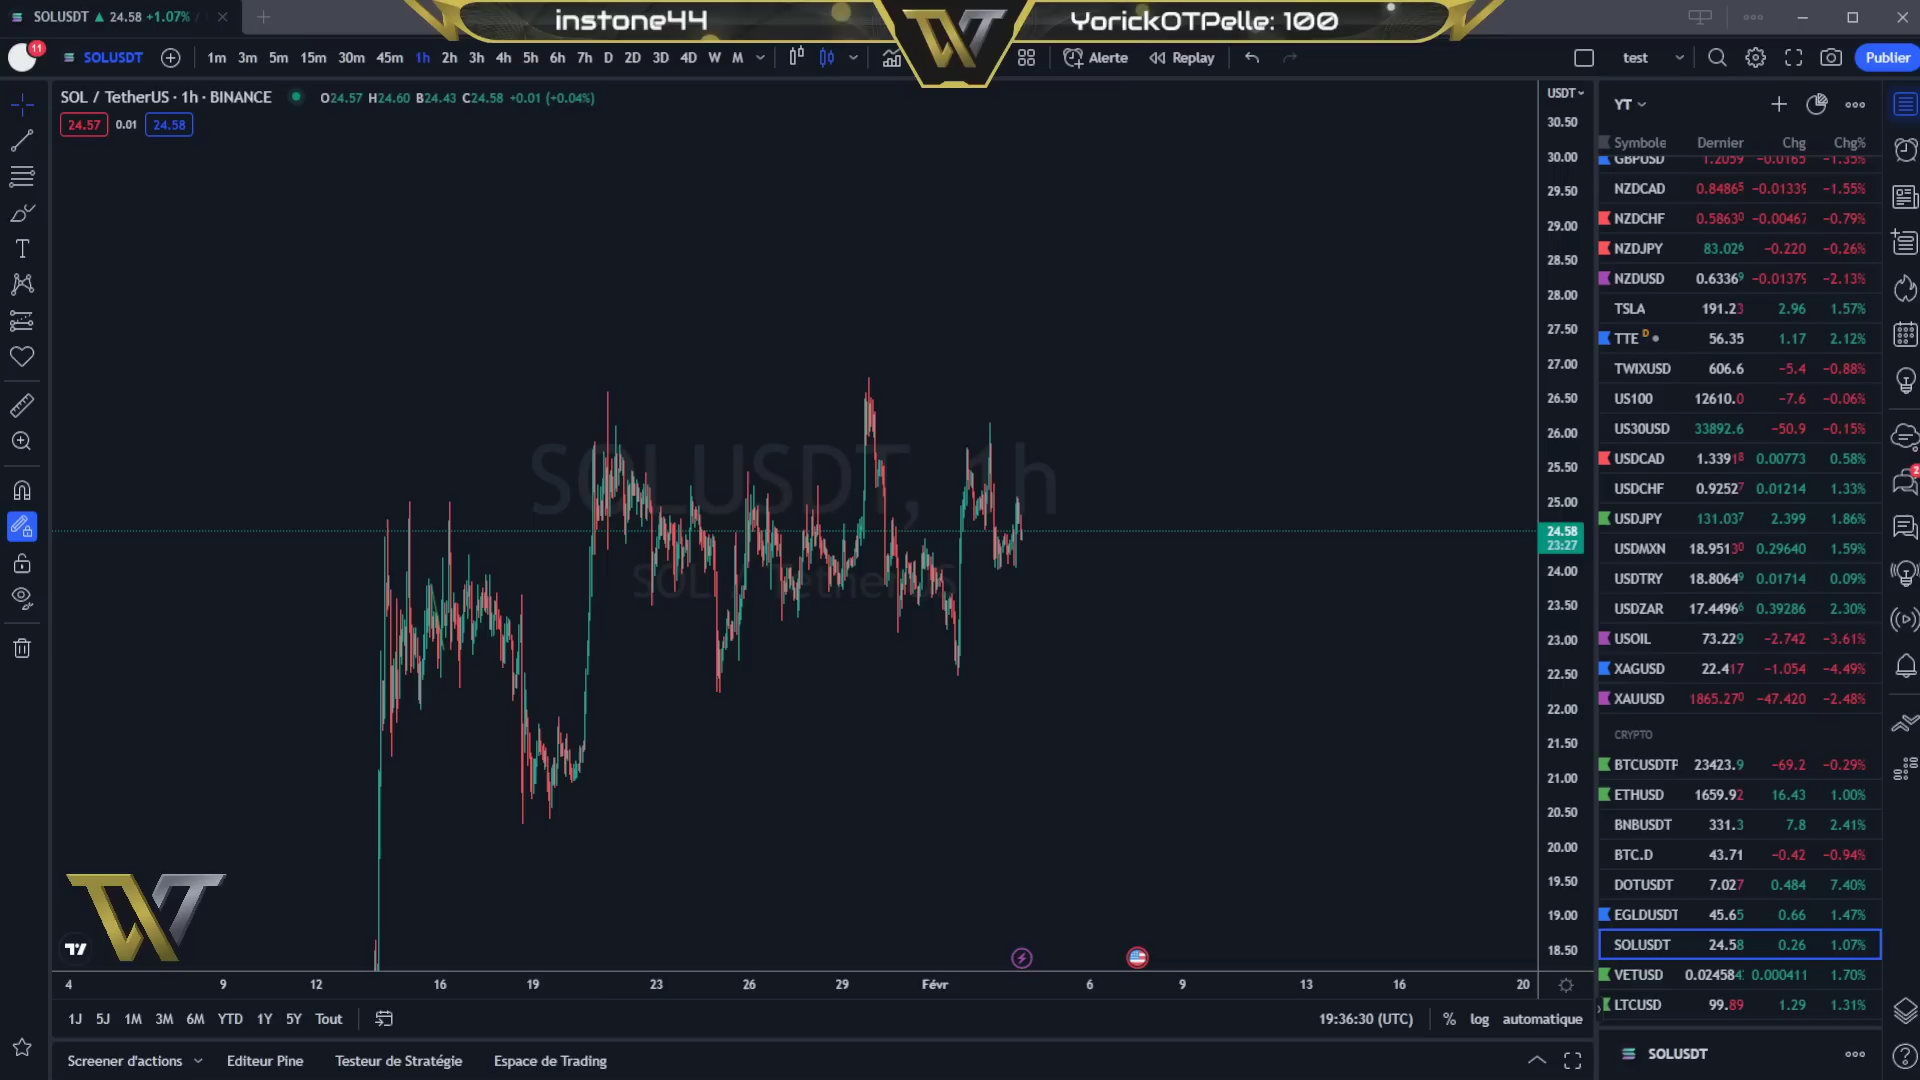 SOLUSDT ▲ 24.58 +1.07% /
instone44
YorickOTPelle: 100
11
SOLUSDT
1m 3m 5m 15m 30m 45m 1h 2h 3h 4h 5h 6h 7h D 2D 3D 4D W M
Alerte
Replay
test
Publier
SOL / TetherUS · 1h · BINANCE
O24.57 H24.60 B24.43 C24.58 +0.01 (+0.04%)
24.57 0.01 24.58
SOLUSDT, 1h
SOL / TetherUS
USDT
30.50
30.00
29.50
29.00
28.50
28.00
27.50
27.00
26.50
26.00
25.50
25.00
24.58
23:27
24.00
23.50
23.00
22.50
22.00
21.50
21.00
20.50
20.00
19.50
19.00
18.50
4 9 12 16 19 23 26 29 Févr 6 9 13 16 20
1J 5J 1M 3M 6M YTD 1Y 5Y Tout
19:36:30 (UTC) % log automatique
Screener d'actions Editeur Pine Testeur de Stratégie Espace de Trading
YT
Symbole Dernier Chg Chg%
GBPUSD 1.2059 −0.0165 −1.35%
NZDCAD 0.84865 −0.01339 −1.55%
NZDCHF 0.58630 −0.00467 −0.79%
NZDJPY 83.026 −0.220 −0.26%
NZDUSD 0.63369 −0.01379 −2.13%
TSLA 191.23 2.96 1.57%
TTE D 56.35 1.17 2.12%
TWIXUSD 606.6 −5.4 −0.88%
US100 12610.0 −7.6 −0.06%
US30USD 33892.6 −50.9 −0.15%
USDCAD 1.33918 0.00773 0.58%
USDCHF 0.92527 0.01214 1.33%
USDJPY 131.037 2.399 1.86%
USDMXN 18.95130 0.29640 1.59%
USDTRY 18.80649 0.01714 0.09%
USDZAR 17.44966 0.39286 2.30%
USOIL 73.229 −2.742 −3.61%
XAGUSD 22.417 −1.054 −4.49%
XAUUSD 1865.270 −47.420 −2.48%
CRYPTO
BTCUSDTP 23423.9 −69.2 −0.29%
ETHUSD 1659.92 16.43 1.00%
BNBUSDT 331.3 7.8 2.41%
BTC.D 43.71 −0.42 −0.94%
DOTUSDT 7.027 0.484 7.40%
EGLDUSDT 45.65 0.66 1.47%
SOLUSDT 24.58 0.26 1.07%
VETUSD 0.02458 0.000411 1.70%
LTCUSD 99.89 1.29 1.31%
SOLUSDT
2